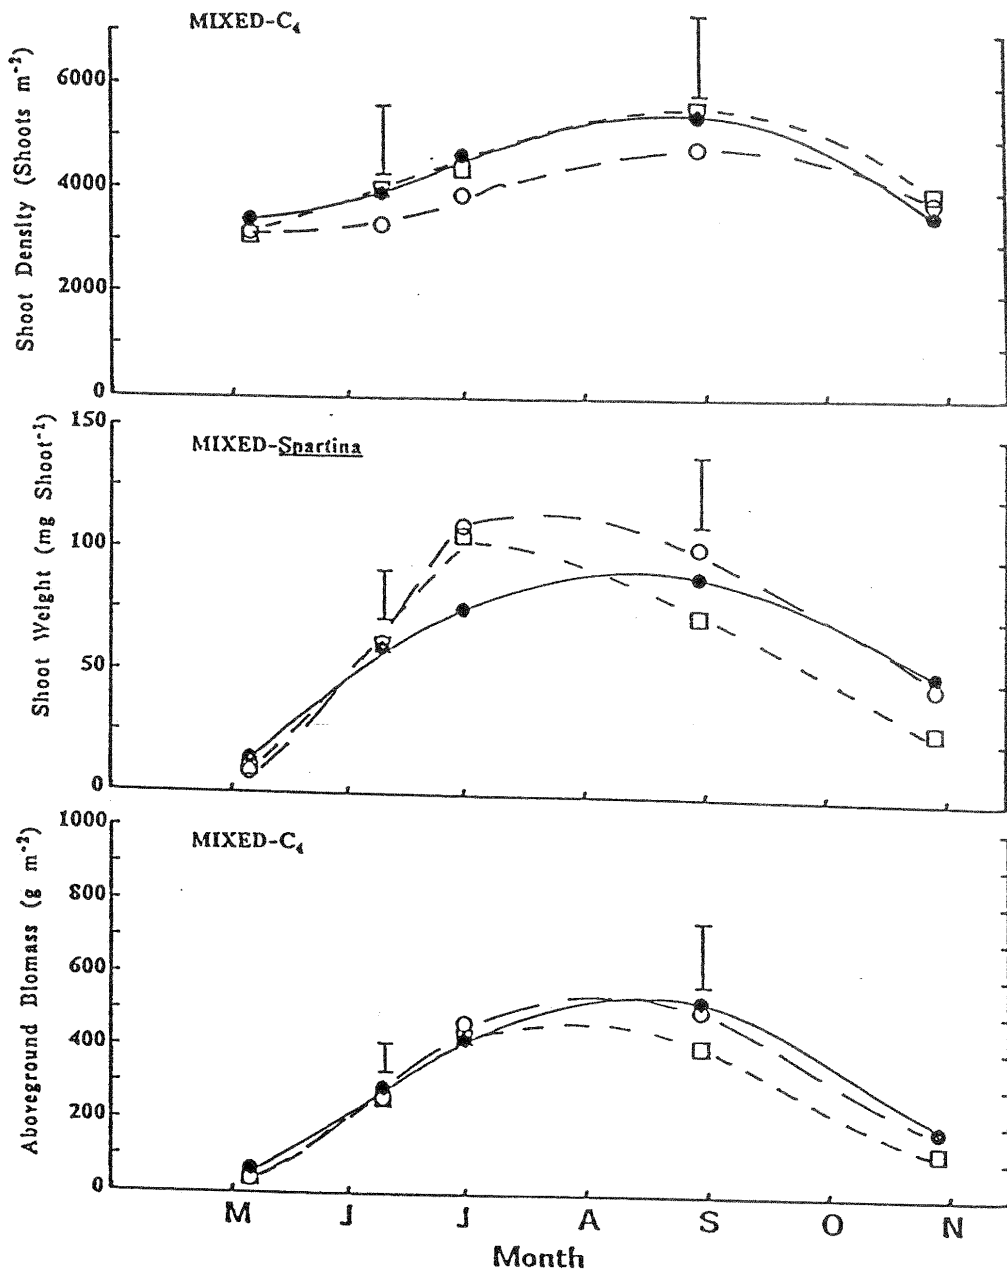 MIXED-C₄
Shoot Density (Shoots m⁻²)
6000
4000
2000
0
MIXED-Spartina
Shoot Weight (mg Shoot⁻¹)
150
100
50
0
MIXED-C₄
Aboveground Biomass (g m⁻²)
1000
800
600
400
200
0
M J J A S O N
Month